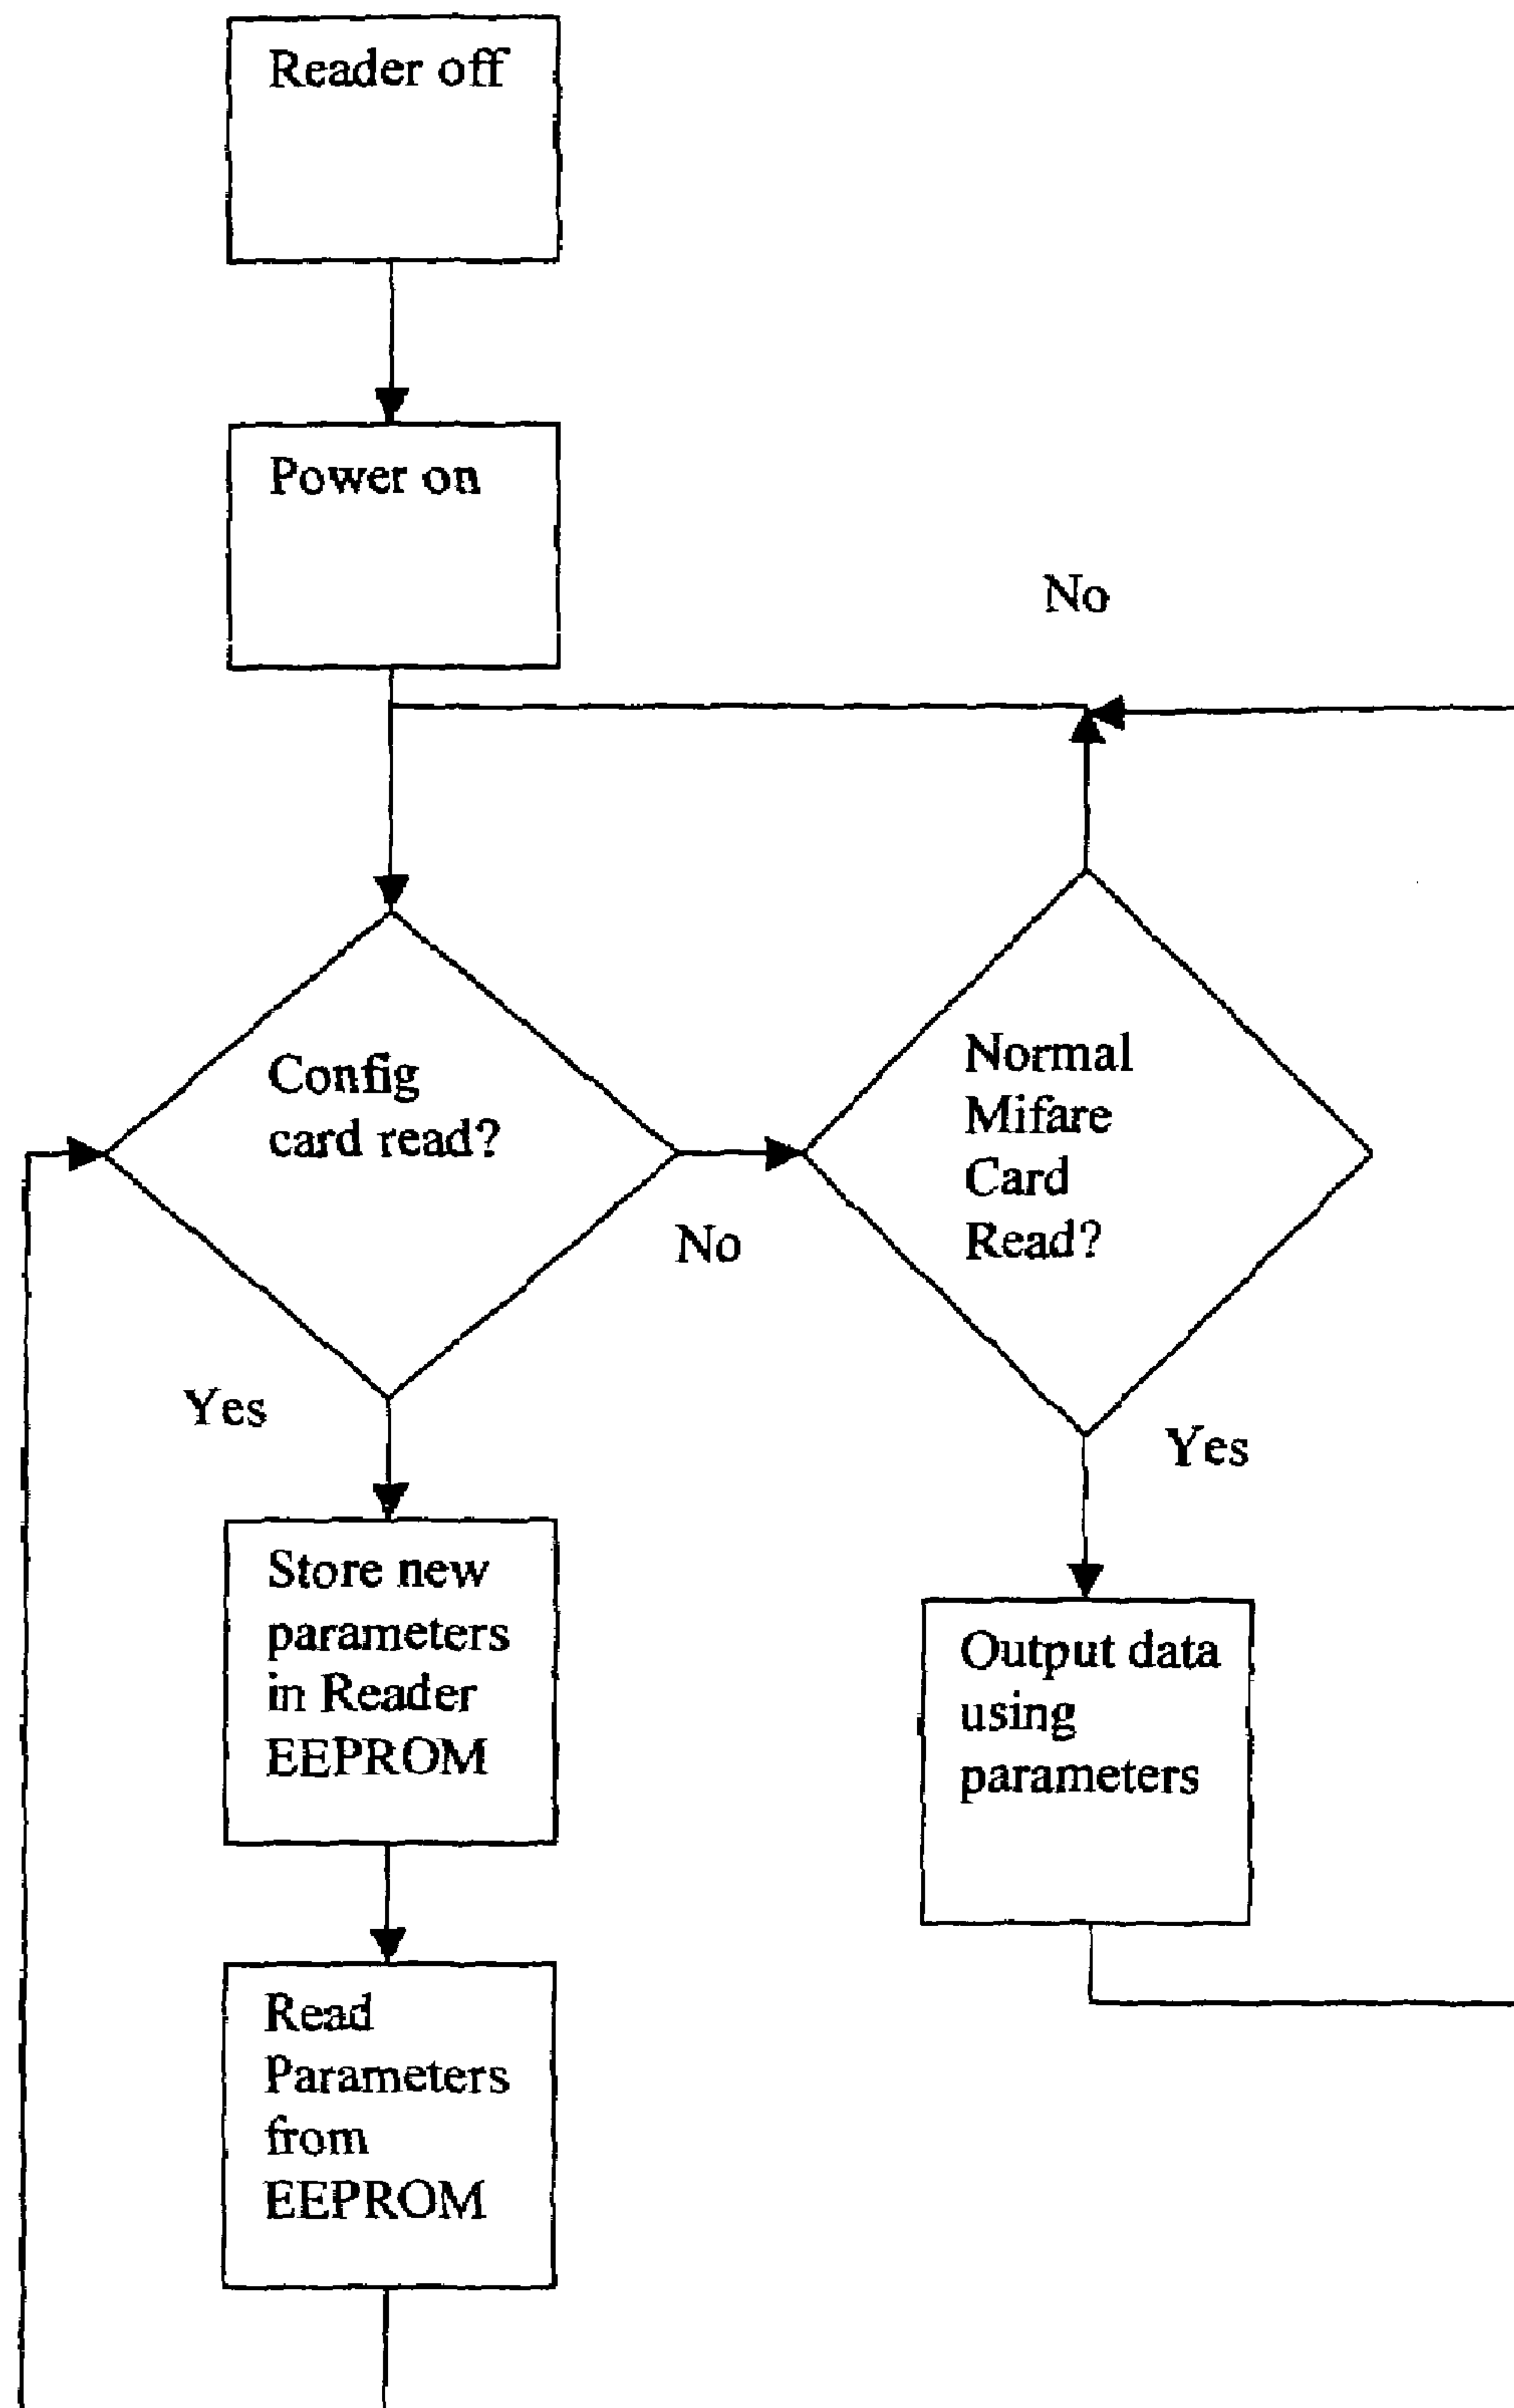 Reader off
Power on
No
Config
card read?
No
Normal
Mifare
Card
Read?
Yes
Yes
Store new
parameters
in Reader
EEPROM
Output data
using
parameters
Read
Parameters
from
EEPROM